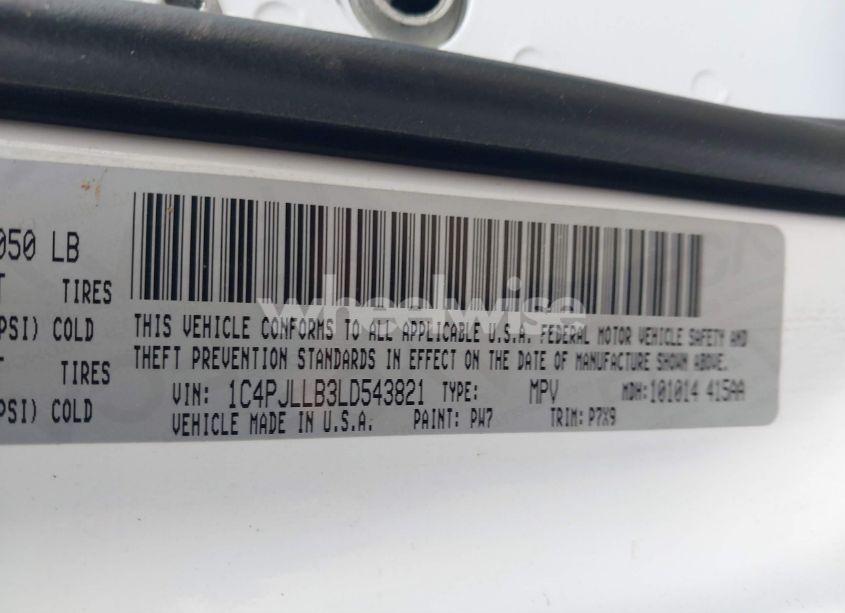 050 LB
TIRES
PSI) COLD
TIRES
PSI) COLD
THIS VEHICLE CONFORMS TO ALL APPLICABLE U.S.A. FEDERAL MOTOR VEHICLE SAFETY AND
THEFT PREVENTION STANDARDS IN EFFECT ON THE DATE OF MANUFACTURE SHOWN ABOVE.
VIN: 1C4PJLLB3LD543821 TYPE: MPV MDH:101014 415AA
VEHICLE MADE IN U.S.A. PAINT: PW7 TRIM: P7X9
wheelwise